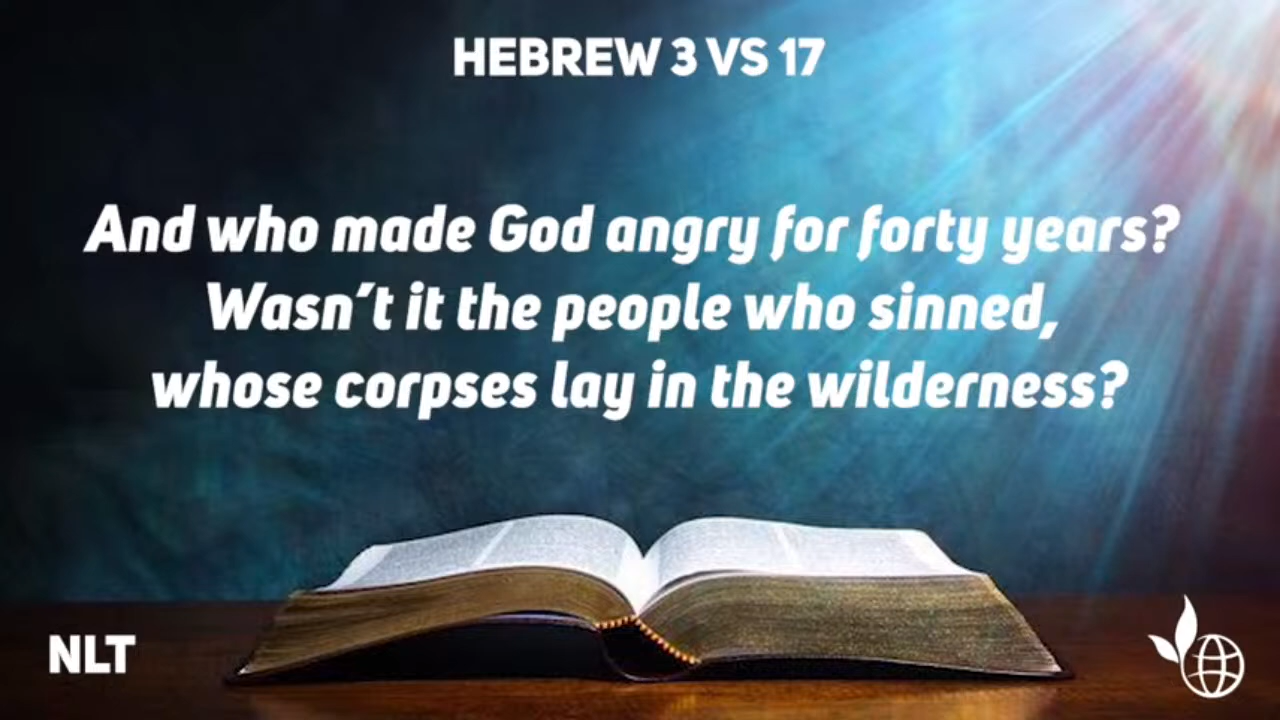 HEBREW 3 VS 17
And who made God angry for forty years?
Wasn't it the people who sinned,
whose corpses lay in the wilderness?
NLT